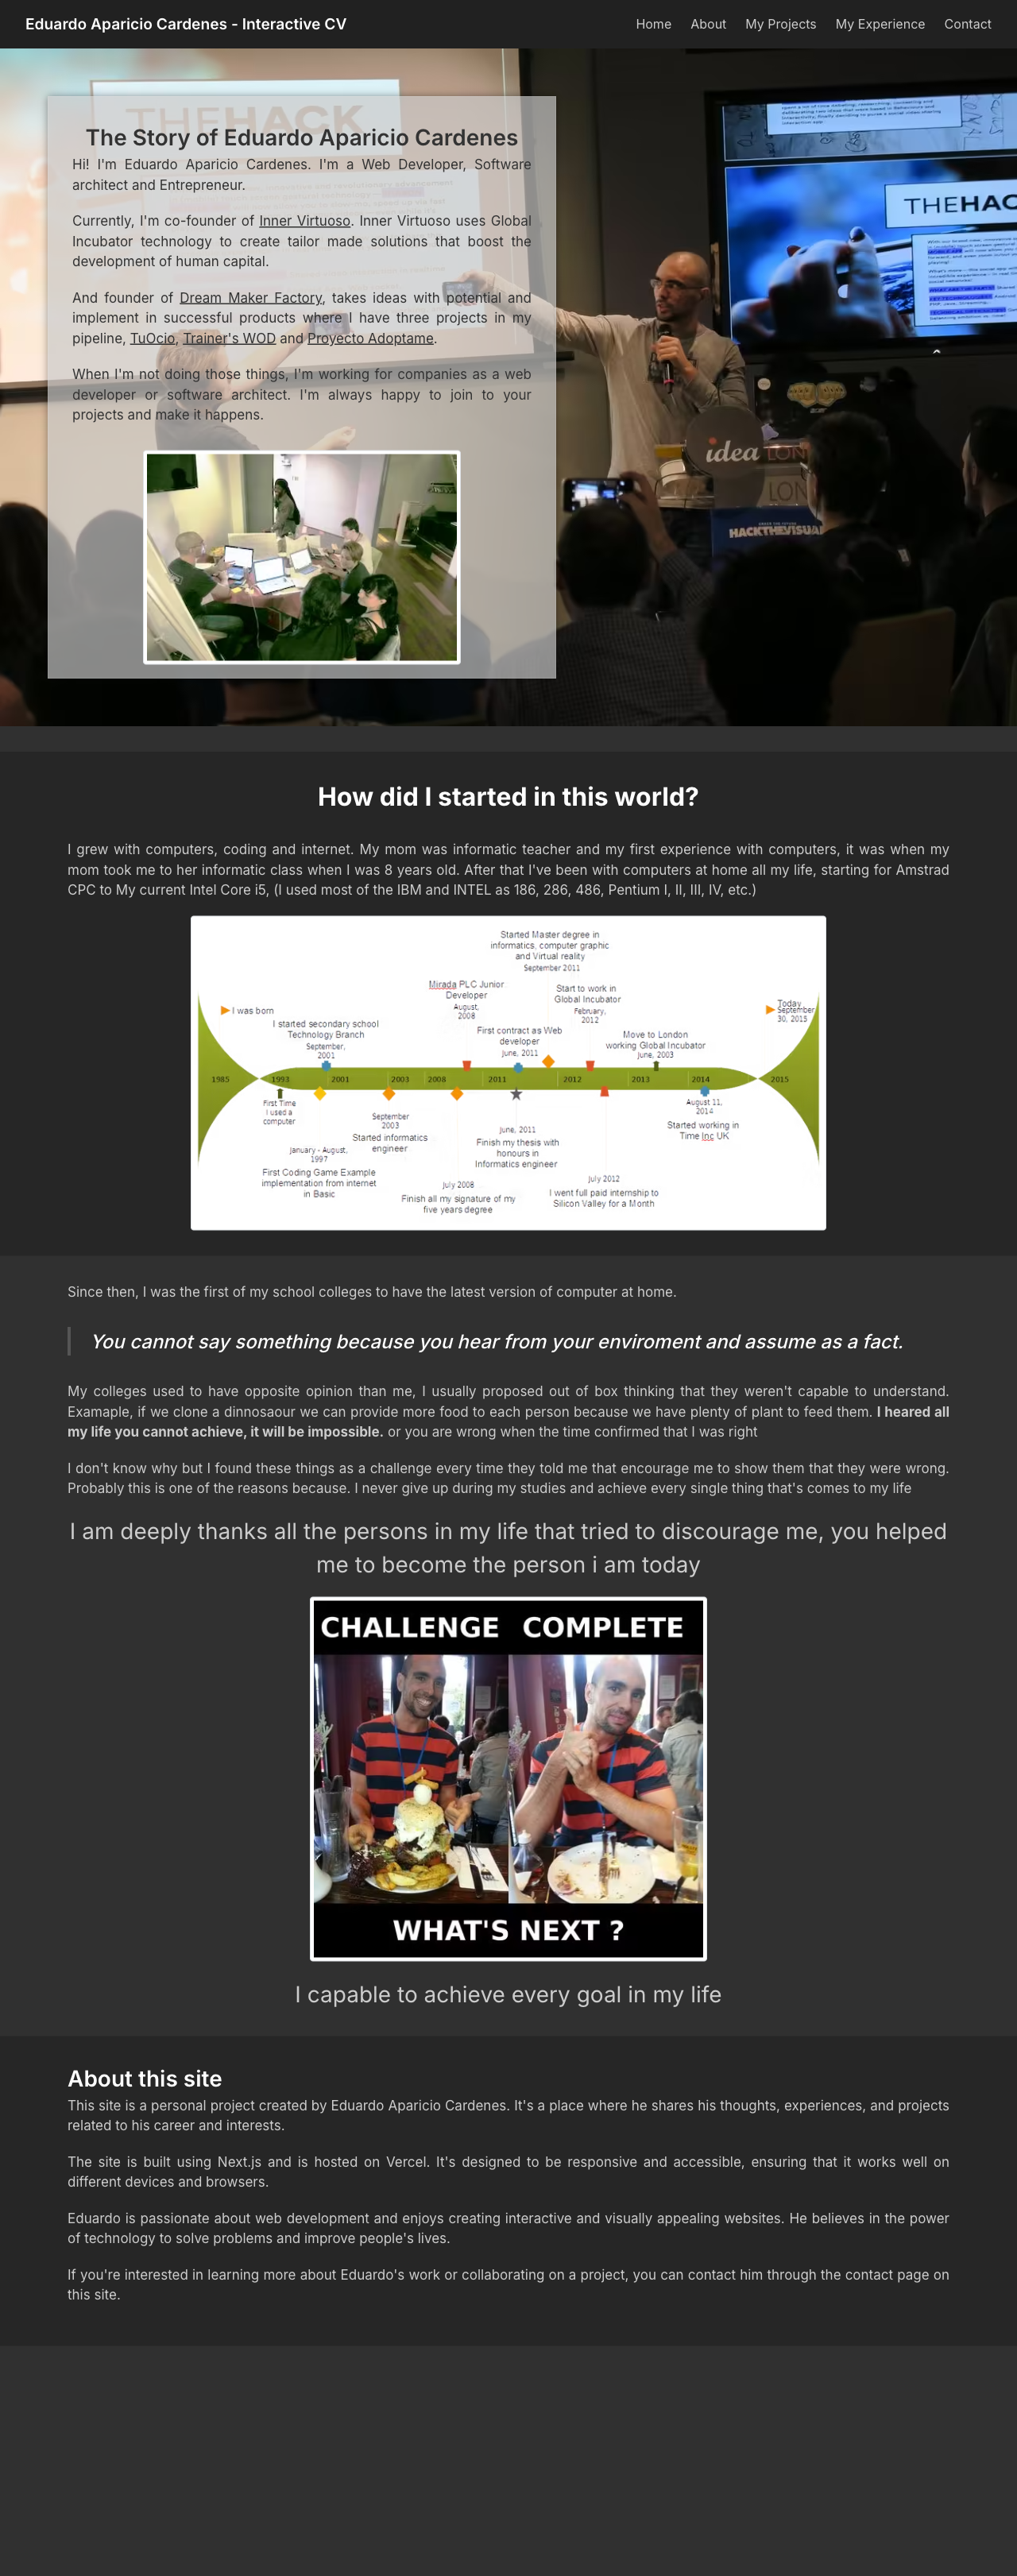 Eduardo Aparicio Cardenes - Interactive CV
Home
About
My Projects
My Experience
Contact
The Story of Eduardo Aparicio Cardenes
Hi! I'm Eduardo Aparicio Cardenes. I'm a Web Developer, Software
architect and Entrepreneur.
Currently, I'm co-founder of Inner Virtuoso. Inner Virtuoso uses Global
Incubator technology to create tailor made solutions that boost the
development of human capital.
And founder of Dream Maker Factory, takes ideas with potential and
implement in successful products where I have three projects in my
pipeline, TuOcio, Trainer's WOD and Proyecto Adoptame.
When I'm not doing those things, I'm working for companies as a web
developer or software architect. I'm always happy to join to your
projects and make it happens.
THEHACK
THEHAC
idea LON
LON
HACKTHEVISUA
How did I started in this world?
I grew with computers, coding and internet. My mom was informatic teacher and my first experience with computers, it was when my
mom took me to her informatic class when I was 8 years old. After that I've been with computers at home all my life, starting for Amstrad
CPC to My current Intel Core i5, (I used most of the IBM and INTEL as 186, 286, 486, Pentium I, II, III, IV, etc.)
Started Master degree in
informatics, computer graphic
and Virtual reality
September 2011
Mirada PLC Junior
Developer
August,
2008
Start to work in
Global Incubator
February,
2012
I was born
Today
September
30, 2015
I started secondary school
Technology Branch
September,
2001
First contract as Web
developer
June, 2011
Move to London
working Global Incubator
June, 2003
1985
1993
2001
2003
2008
2011
2012
2013
2014
2015
First Time
I used a
computer
January - August,
1997
First Coding Game Example
implementation from internet
in Basic
September
2003
Started informatics
engineer
July 2008
Finish all my signature of my
five years degree
June, 2011
Finish my thesis with
honours in
Informatics engineer
July 2012
I went full paid internship to
Silicon Valley for a Month
August 11,
2014
Started working in
Time Inc UK
Since then, I was the first of my school colleges to have the latest version of computer at home.
You cannot say something because you hear from your enviroment and assume as a fact.
My colleges used to have opposite opinion than me, I usually proposed out of box thinking that they weren't capable to understand.
Examaple, if we clone a dinnosaour we can provide more food to each person because we have plenty of plant to feed them. I heared all
my life you cannot achieve, it will be impossible. or you are wrong when the time confirmed that I was right
I don't know why but I found these things as a challenge every time they told me that encourage me to show them that they were wrong.
Probably this is one of the reasons because. I never give up during my studies and achieve every single thing that's comes to my life
I am deeply thanks all the persons in my life that tried to discourage me, you helped
me to become the person i am today
CHALLENGE COMPLETE
WHAT'S NEXT ?
I capable to achieve every goal in my life
About this site
This site is a personal project created by Eduardo Aparicio Cardenes. It's a place where he shares his thoughts, experiences, and projects
related to his career and interests.
The site is built using Next.js and is hosted on Vercel. It's designed to be responsive and accessible, ensuring that it works well on
different devices and browsers.
Eduardo is passionate about web development and enjoys creating interactive and visually appealing websites. He believes in the power
of technology to solve problems and improve people's lives.
If you're interested in learning more about Eduardo's work or collaborating on a project, you can contact him through the contact page on
this site.